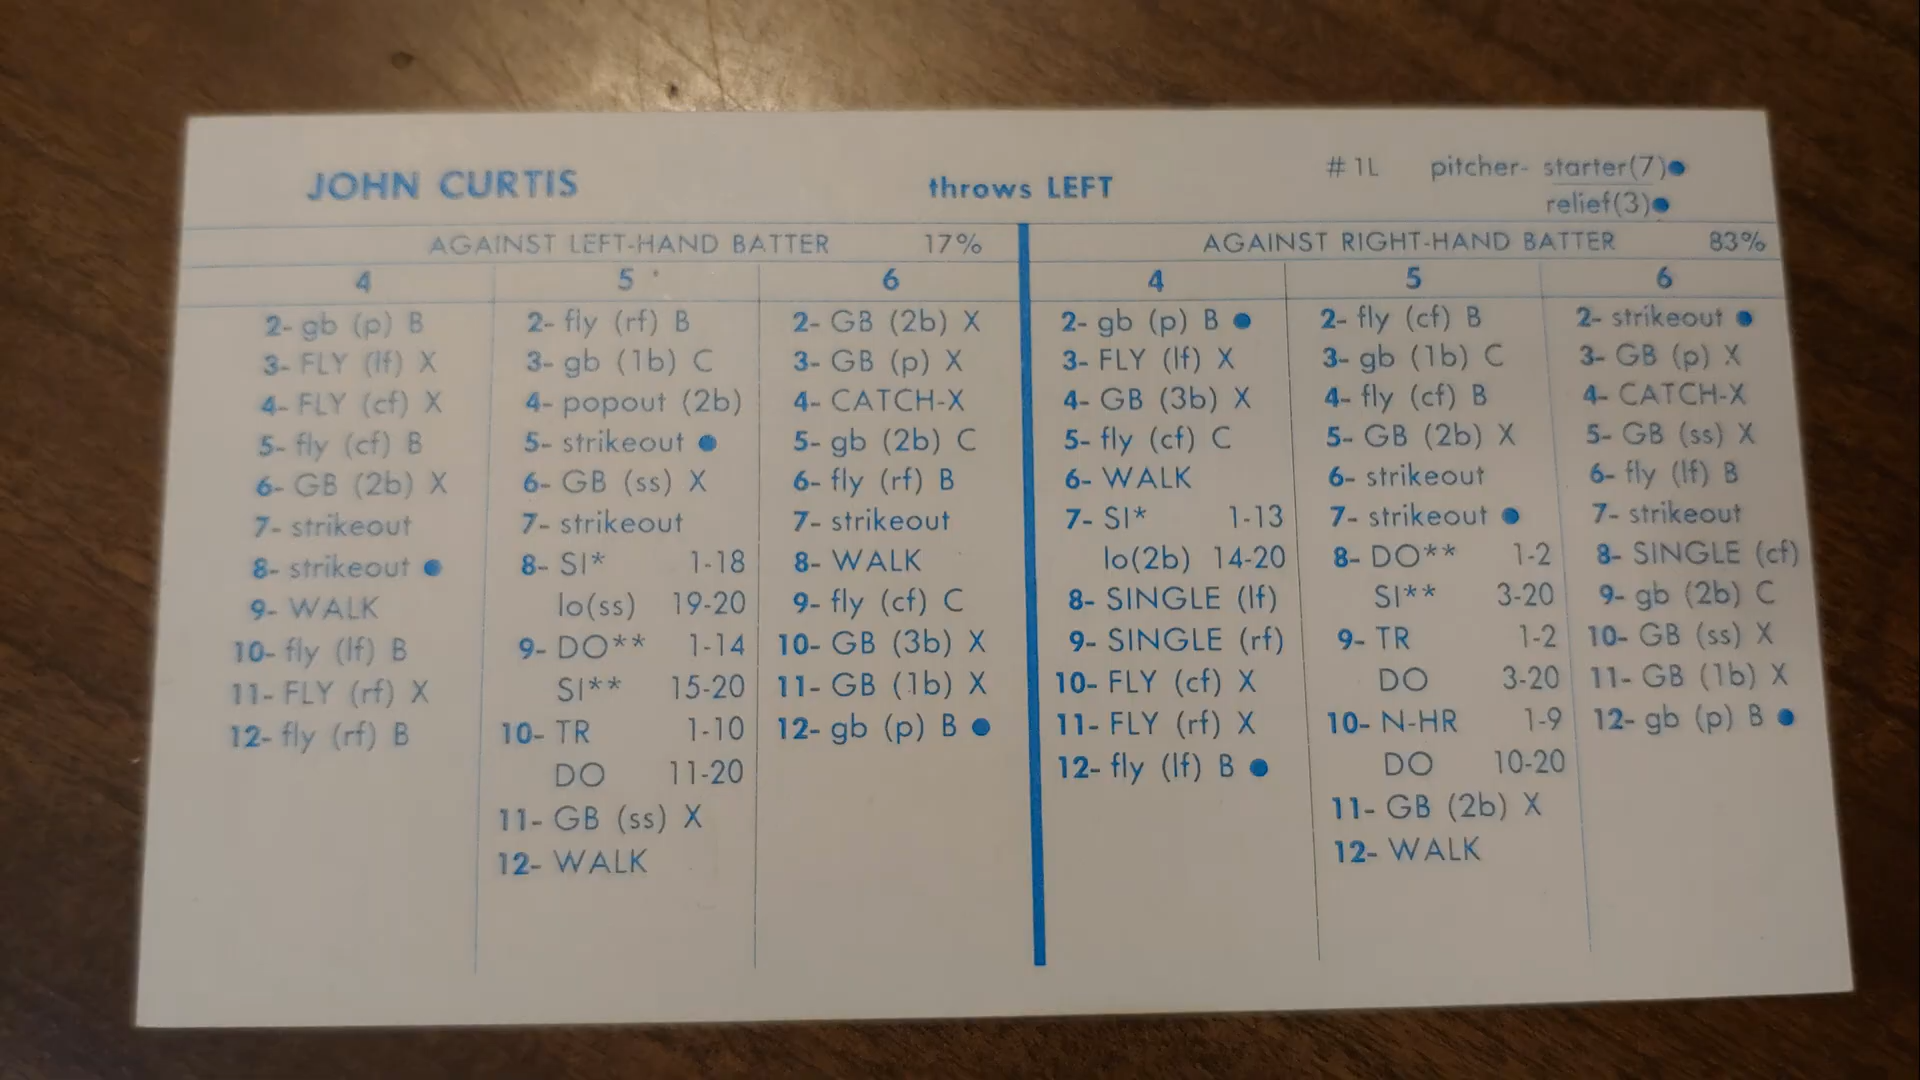 JOHN CURTIS throws LEFT # 1L pitcher- starter(7)●
relief(3)●
AGAINST LEFT-HAND BATTER 17%
4
2- gb (p) B
3- FLY (lf) X
4- FLY (cf) X
5- fly (cf) B
6- GB (2b) X
7- strikeout
8- strikeout ●
9- WALK
10- fly (lf) B
11- FLY (rf) X
12- fly (rf) B
5
2- fly (rf) B
3- gb (1b) C
4- popout (2b)
5- strikeout ●
6- GB (ss) X
7- strikeout
8- SI* 1-18
lo(ss) 19-20
9- DO** 1-14
SI** 15-20
10- TR 1-10
DO 11-20
11- GB (ss) X
12- WALK
6
2- GB (2b) X
3- GB (p) X
4- CATCH-X
5- gb (2b) C
6- fly (rf) B
7- strikeout
8- WALK
9- fly (cf) C
10- GB (3b) X
11- GB (1b) X
12- gb (p) B ●
AGAINST RIGHT-HAND BATTER 83%
4
2- gb (p) B ●
3- FLY (lf) X
4- GB (3b) X
5- fly (cf) C
6- WALK
7- SI* 1-13
lo(2b) 14-20
8- SINGLE (lf)
9- SINGLE (rf)
10- FLY (cf) X
11- FLY (rf) X
12- fly (lf) B ●
5
2- fly (cf) B
3- gb (1b) C
4- fly (cf) B
5- GB (2b) X
6- strikeout
7- strikeout ●
8- DO** 1-2
SI** 3-20
9- TR 1-2
DO 3-20
10- N-HR 1-9
DO 10-20
11- GB (2b) X
12- WALK
6
2- strikeout ●
3- GB (p) X
4- CATCH-X
5- GB (ss) X
6- fly (lf) B
7- strikeout
8- SINGLE (cf)
9- gb (2b) C
10- GB (ss) X
11- GB (1b) X
12- gb (p) B ●